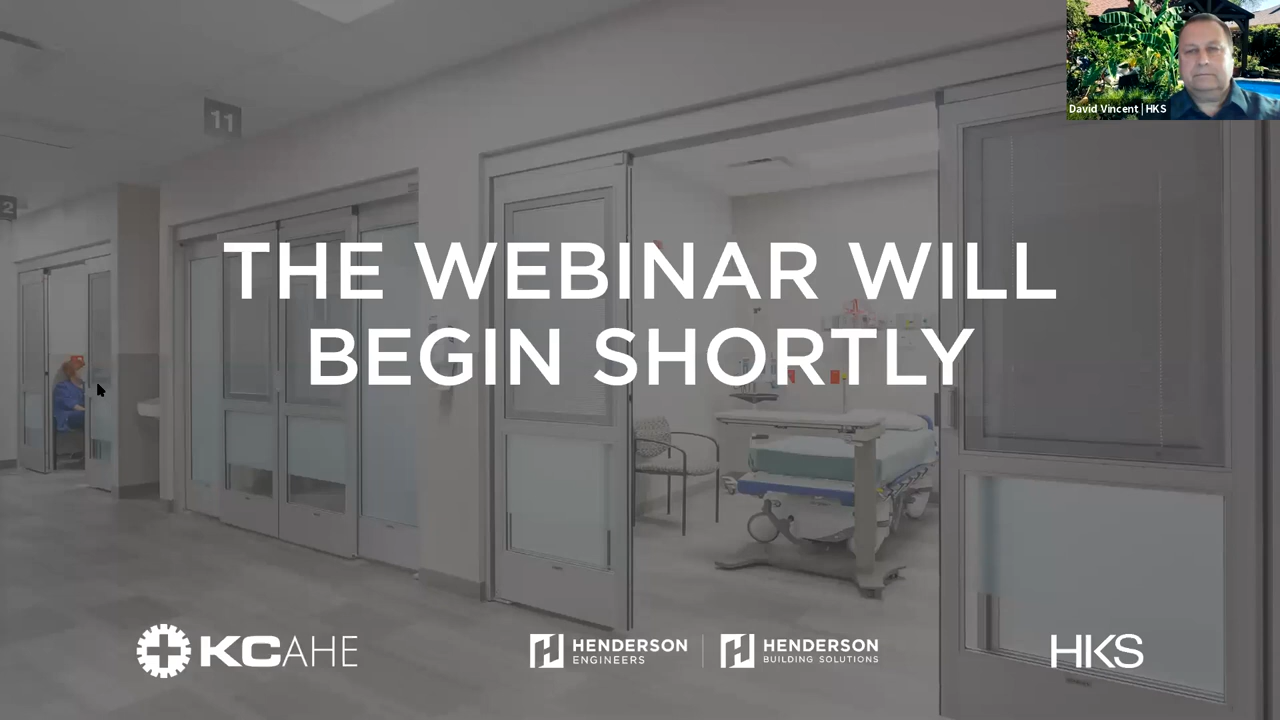 David Vincent | HKS
11
2
THE WEBINAR WILL
BEGIN SHORTLY
KCAHE
HENDERSON
ENGINEERS
HENDERSON
BUILDING SOLUTIONS
HKS